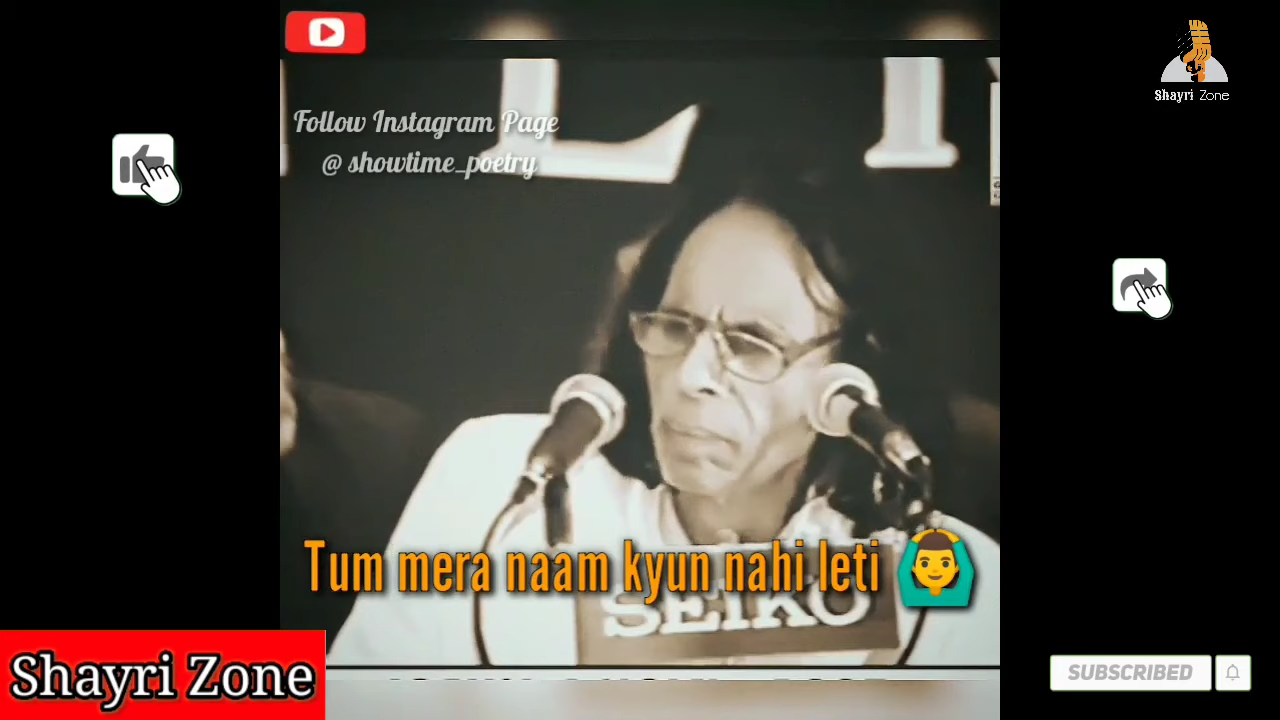 Follow Instagram Page
@ showtime_poetry
Shayri Zone
Tum mera naam kyun nahi leti
SEIKO
Shayri Zone
SUBSCRIBED